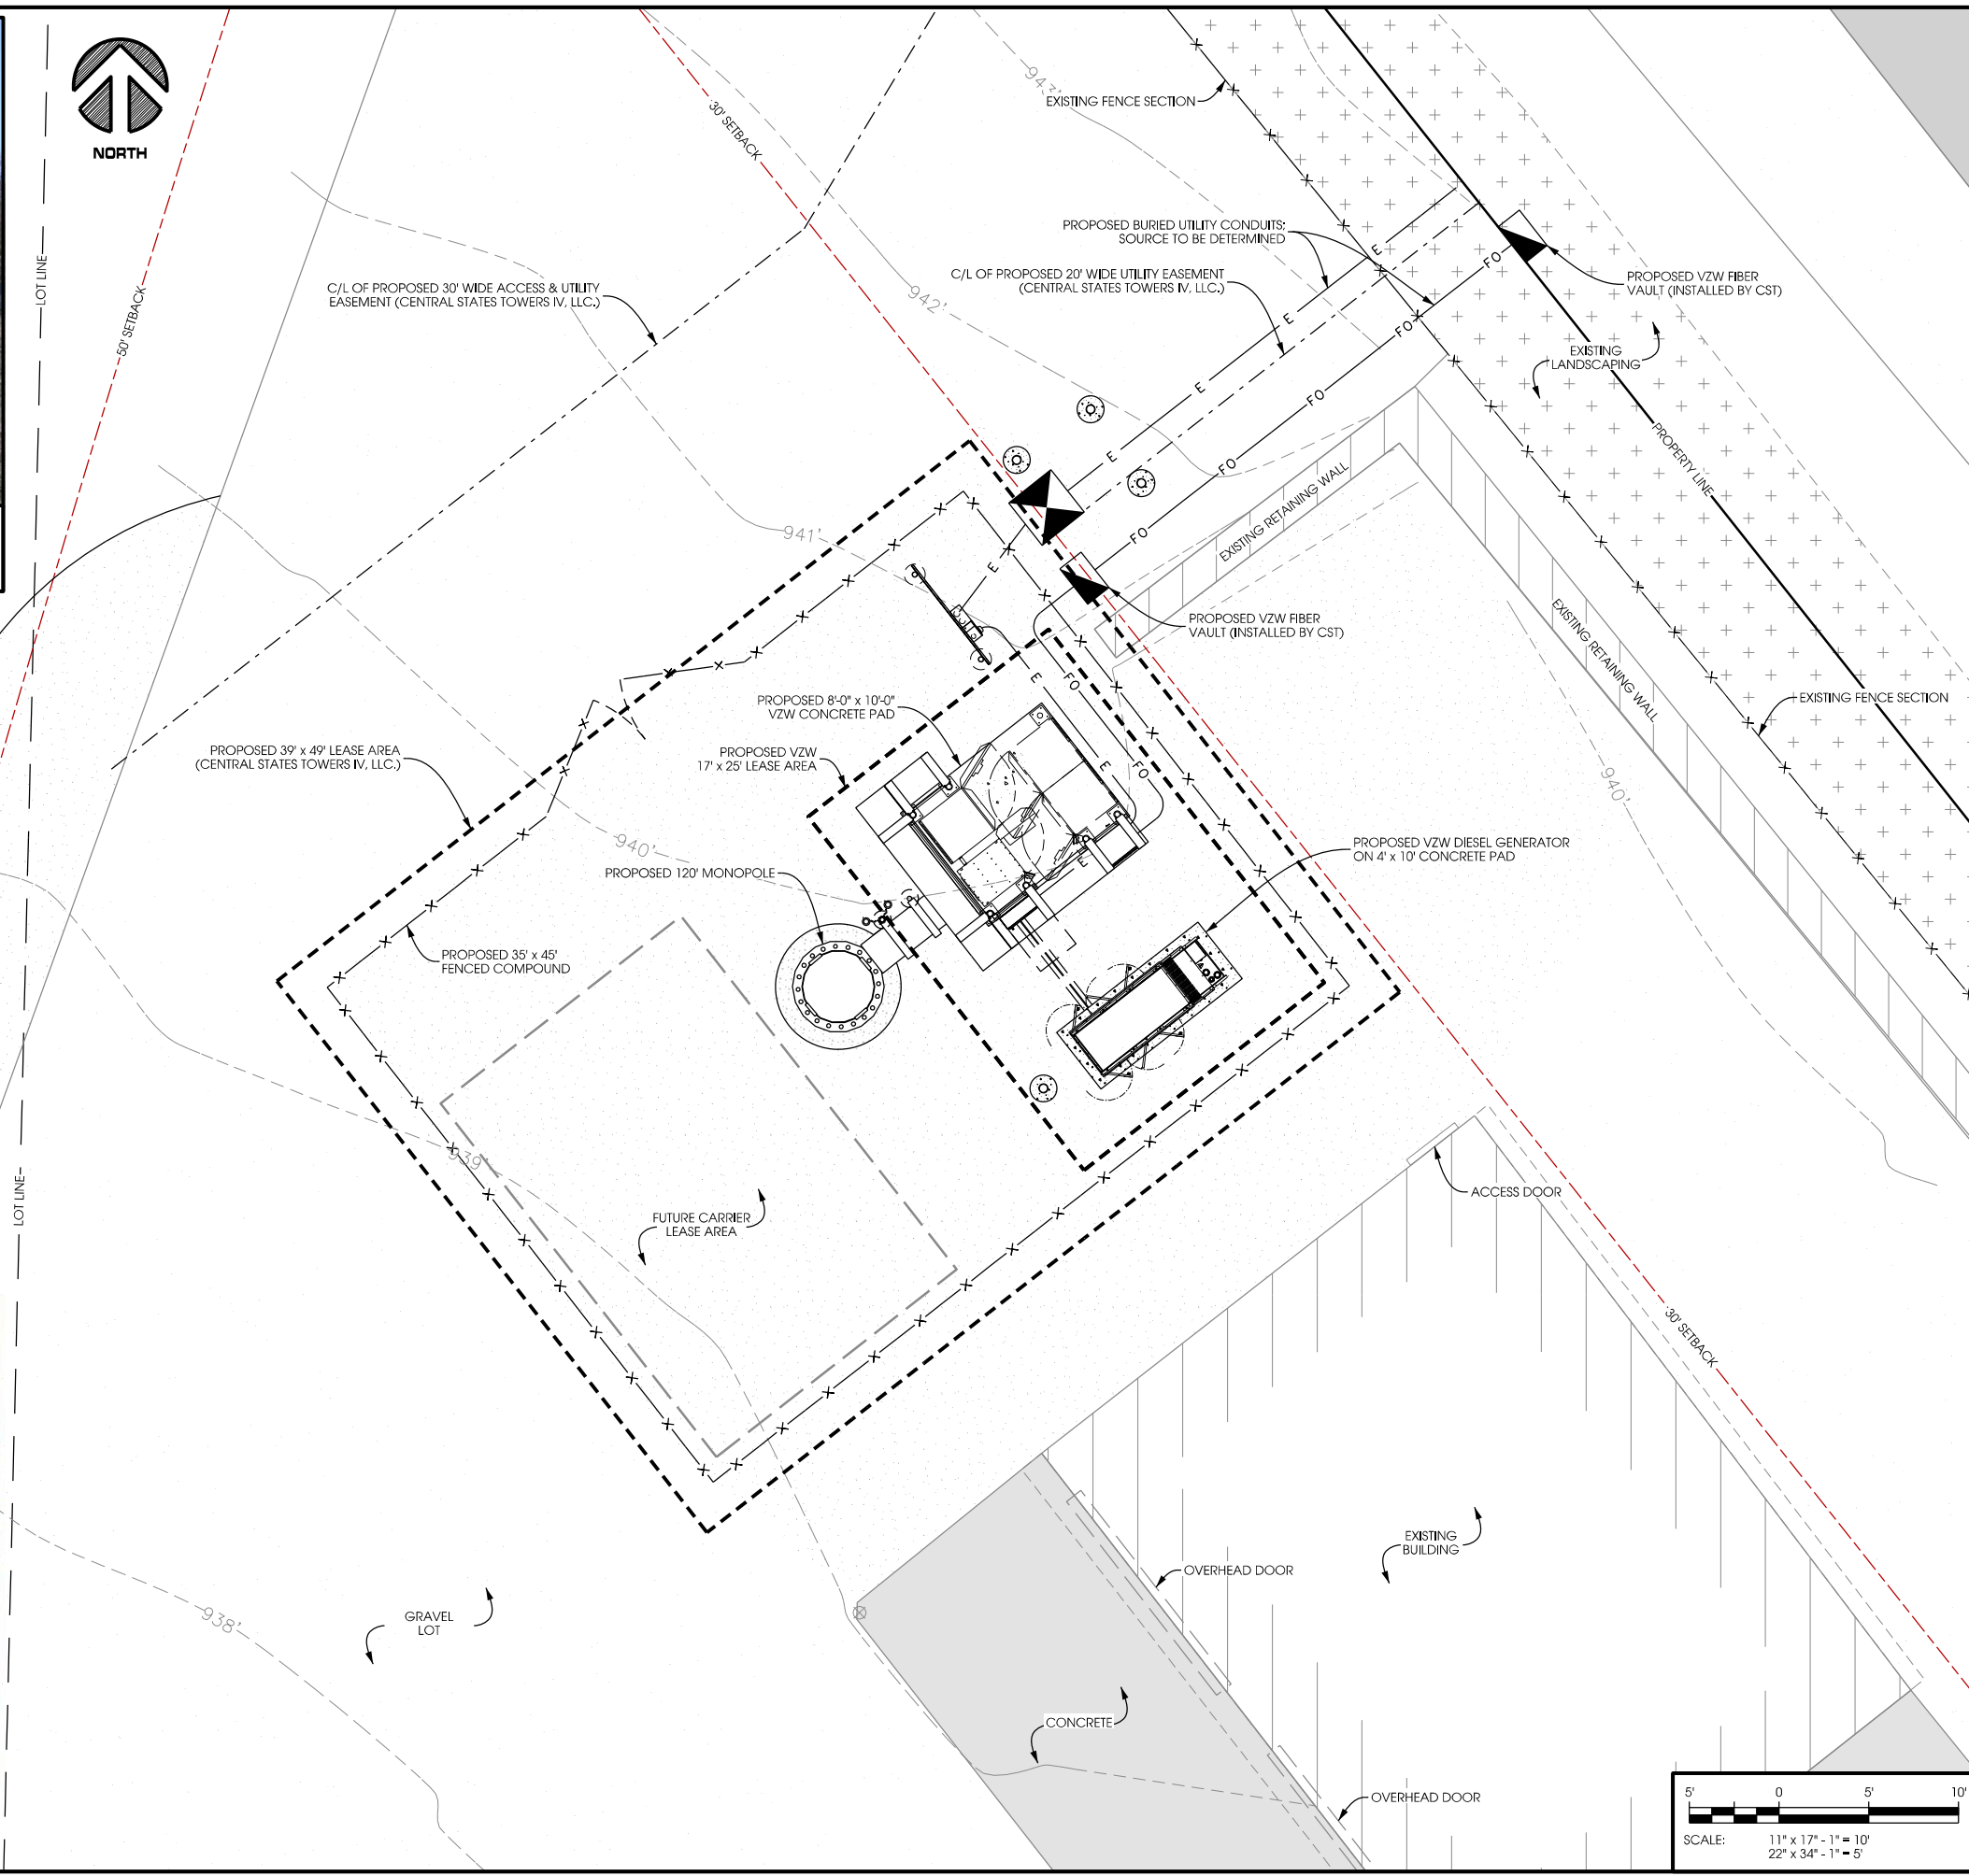 NORTH
LOT LINE
50' SETBACK
30' SETBACK
943'
EXISTING FENCE SECTION
PROPOSED BURIED UTILITY CONDUITS;
SOURCE TO BE DETERMINED
C/L OF PROPOSED 20' WIDE UTILITY EASEMENT
(CENTRAL STATES TOWERS IV, LLC.)
C/L OF PROPOSED 30' WIDE ACCESS & UTILITY
EASEMENT (CENTRAL STATES TOWERS IV, LLC.)
942'
E
E
E
E
FO
FO
FO
FO
FO
PROPOSED VZW FIBER
VAULT (INSTALLED BY CST)
EXISTING
LANDSCAPING
PROPERTY LINE
EXISTING RETAINING WALL
EXISTING RETAINING WALL
941'
E
PROPOSED VZW FIBER
VAULT (INSTALLED BY CST)
E
FO
EXISTING FENCE SECTION
PROPOSED 8'-0" x 10'-0"
VZW CONCRETE PAD
PROPOSED VZW
17' x 25' LEASE AREA
PROPOSED 39' x 49' LEASE AREA
(CENTRAL STATES TOWERS IV, LLC.)
E
FO
940'
940'
E
PROPOSED VZW DIESEL GENERATOR
ON 4' x 10' CONCRETE PAD
PROPOSED 120' MONOPOLE
PROPOSED 35' x 45'
FENCED COMPOUND
939'
LOT LINE
ACCESS DOOR
FUTURE CARRIER
LEASE AREA
30' SETBACK
EXISTING
BUILDING
OVERHEAD DOOR
938'
GRAVEL
LOT
CONCRETE
OVERHEAD DOOR
5' 0 5' 10'
SCALE: 11" x 17" - 1" = 10'
22" x 34" - 1" = 5'